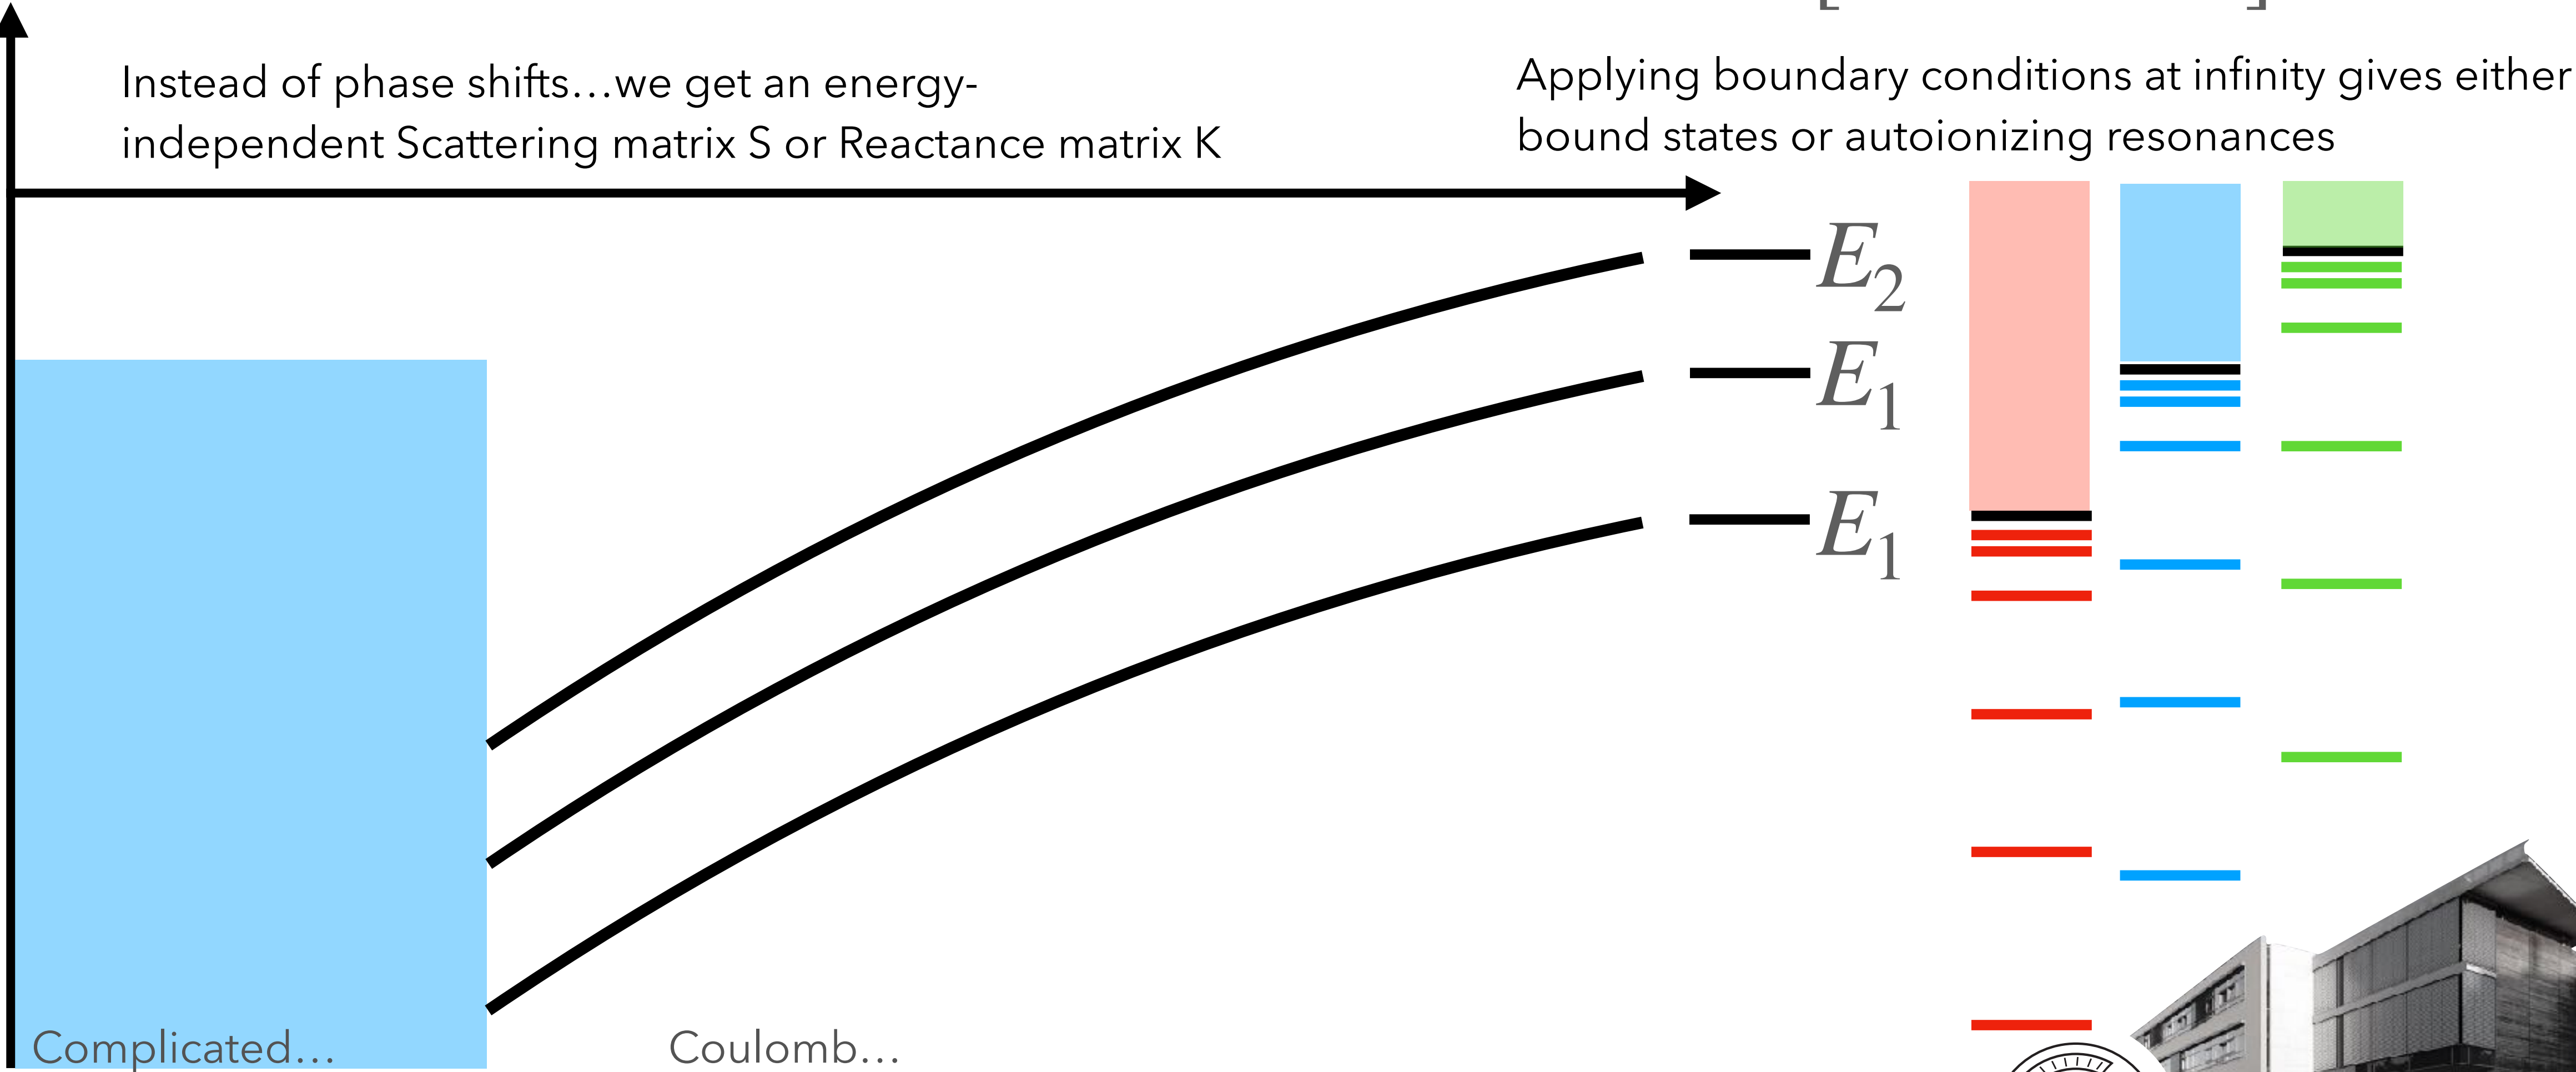 [ ]
Instead of phase shifts...we get an energy-
independent Scattering matrix S or Reactance matrix K
Applying boundary conditions at infinity gives either
bound states or autoionizing resonances
E₂
E₁
E₁
Complicated...
Coulomb...